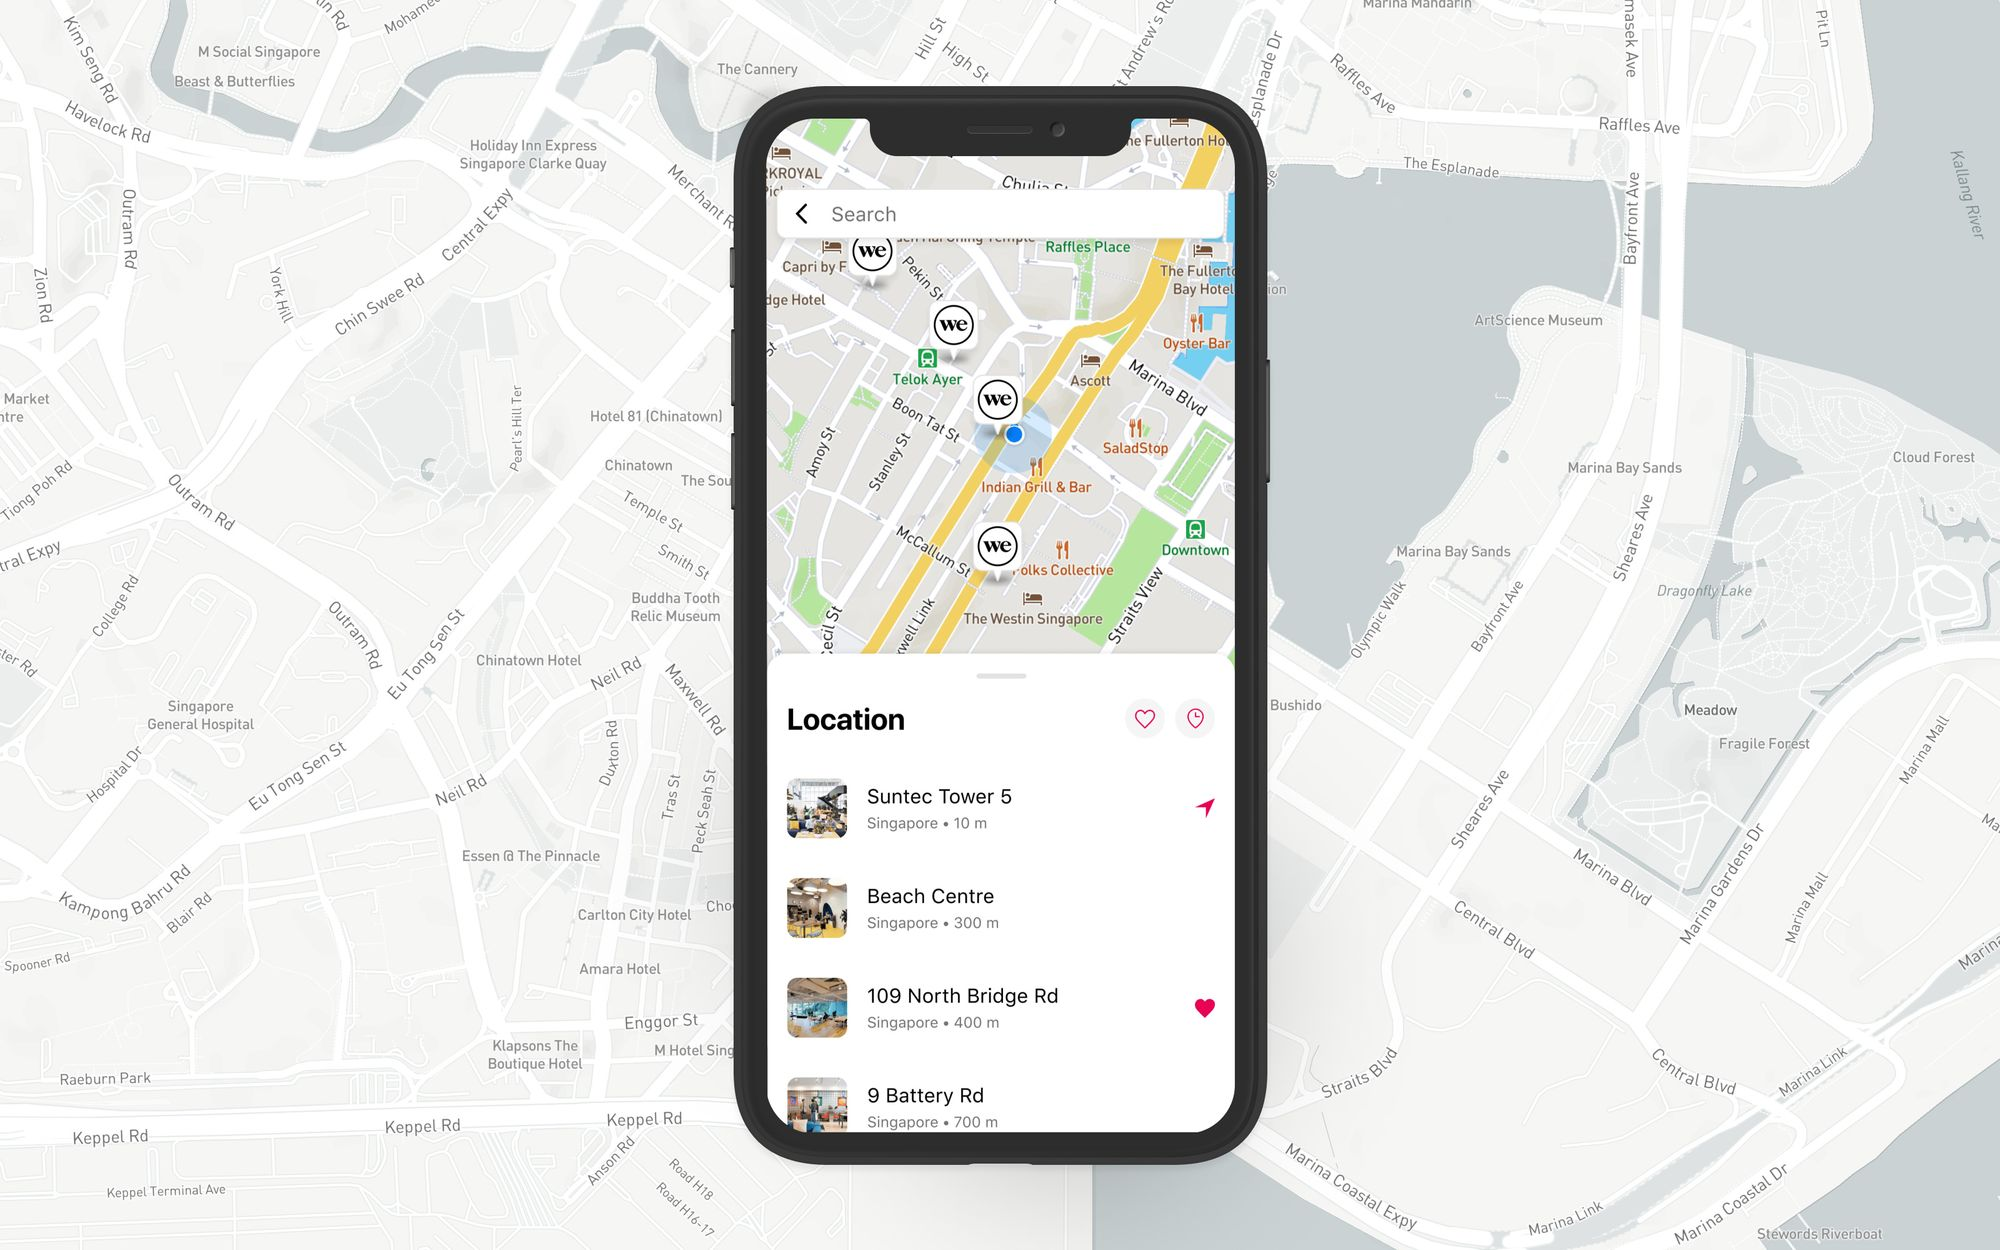 Mohamed
Marina Mandarin
Kim Seng Rd
M Social Singapore
Beast & Butterflies
Havelock Rd
The Cannery
Hill St
High St
St Andrew's Rd
Esplanade Dr
Raffles Ave
Raffles Ave
Pit Ln
The Esplanade
Bayfront Ave
Kallang River
Holiday Inn Express
Singapore Clarke Quay
Merchant Rd
Outram Rd
Central Expy
Zion Rd
York Hill
Chin Swee Rd
Market
Hotel 81 (Chinatown)
Pearl's Hill Ter
Chinatown
Tiong Poh Rd
Outram Rd
Temple St
Smith St
College Rd
Outram Rd
Buddha Tooth
Relic Museum
Eu Tong Sen St
Chinatown Hotel
Neil Rd
Maxwell Rd
Singapore
General Hospital
Hospital Dr
Eu Tong Sen St
Neil Rd
Duxton Rd
Tras St
Peck Seah St
Essen @ The Pinnacle
Kampong Bahru Rd
Blair Rd
Carlton City Hotel
Spooner Rd
Amara Hotel
Enggor St
Klapsons The
Boutique Hotel
M Hotel Sing
Raeburn Park
Keppel Rd
Keppel Rd
Keppel Rd
Anson Rd
Keppel Terminal Ave
Road H18
Road H16-17
ArtScience Museum
Marina Bay Sands
Cloud Forest
Sheares Ave
Marina Bay Sands
Dragonfly Lake
Olympic Walk
Bayfront Ave
Bushido
Meadow
Fragile Forest
Marina Mall
Sheares Ave
Marina Blvd
Marina Gardens Dr
Marina Mall
Central Blvd
Straits Blvd
Central Blvd
Marina Link
Marina Coastal Expy
Marina Link
Marina Coastal Dr
Stewords Riverboat
The Fullerton Hot
RKROYAL
Chulia St
Search
Raffles Place
we
Capri by F
Pekin St
The Fullerto
Bay Hotel
dge Hotel
we
Oyster Bar
Telok Ayer
Ascott
Marina Blvd
we
Boon Tat St
Amoy St
Stanley St
SaladStop
Indian Grill & Bar
we
McCallum St
Downtown
Polks Collective
The Westin Singapore
Straits View
Cecil St
xwell Link
Location
Suntec Tower 5
Singapore • 10 m
Beach Centre
Singapore • 300 m
109 North Bridge Rd
Singapore • 400 m
9 Battery Rd
Singapore • 700 m